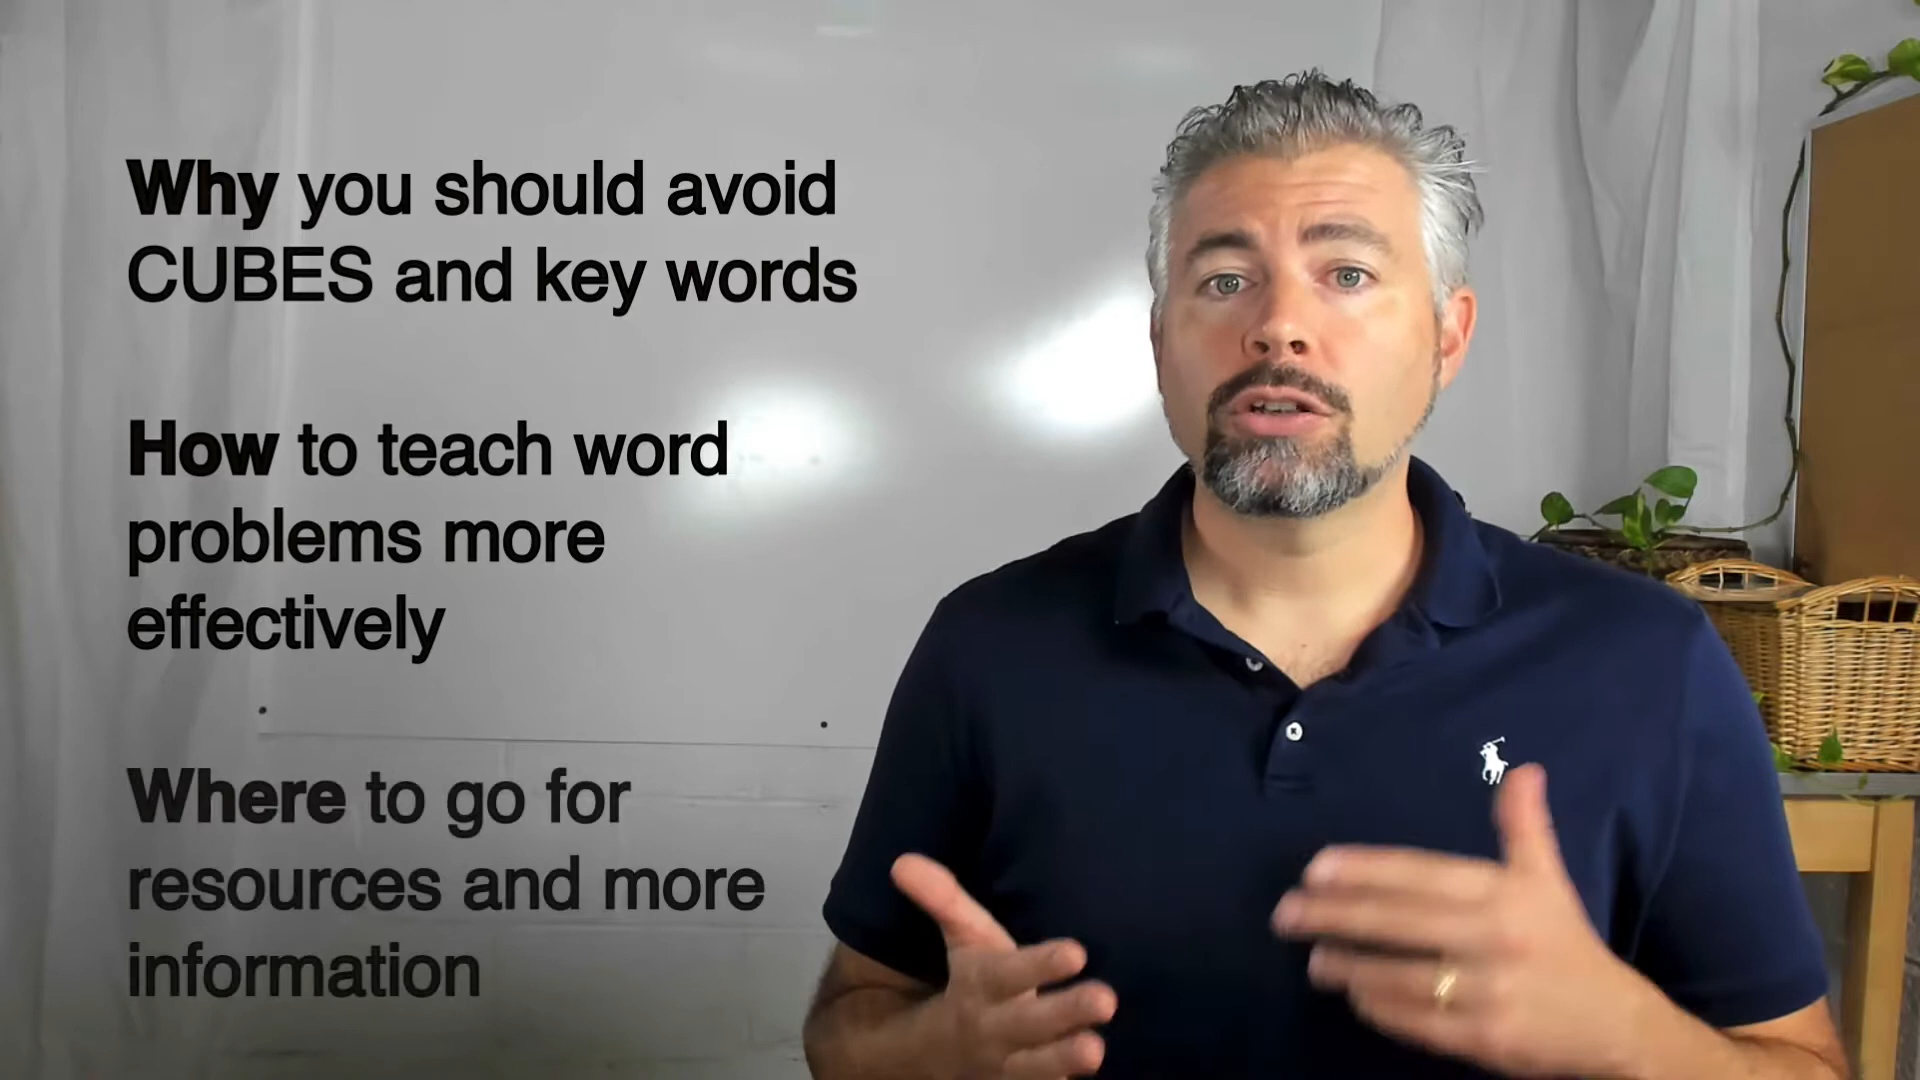 Why you should avoid
CUBES and key words
How to teach word
problems more
effectively
Where to go for
resources and more
information